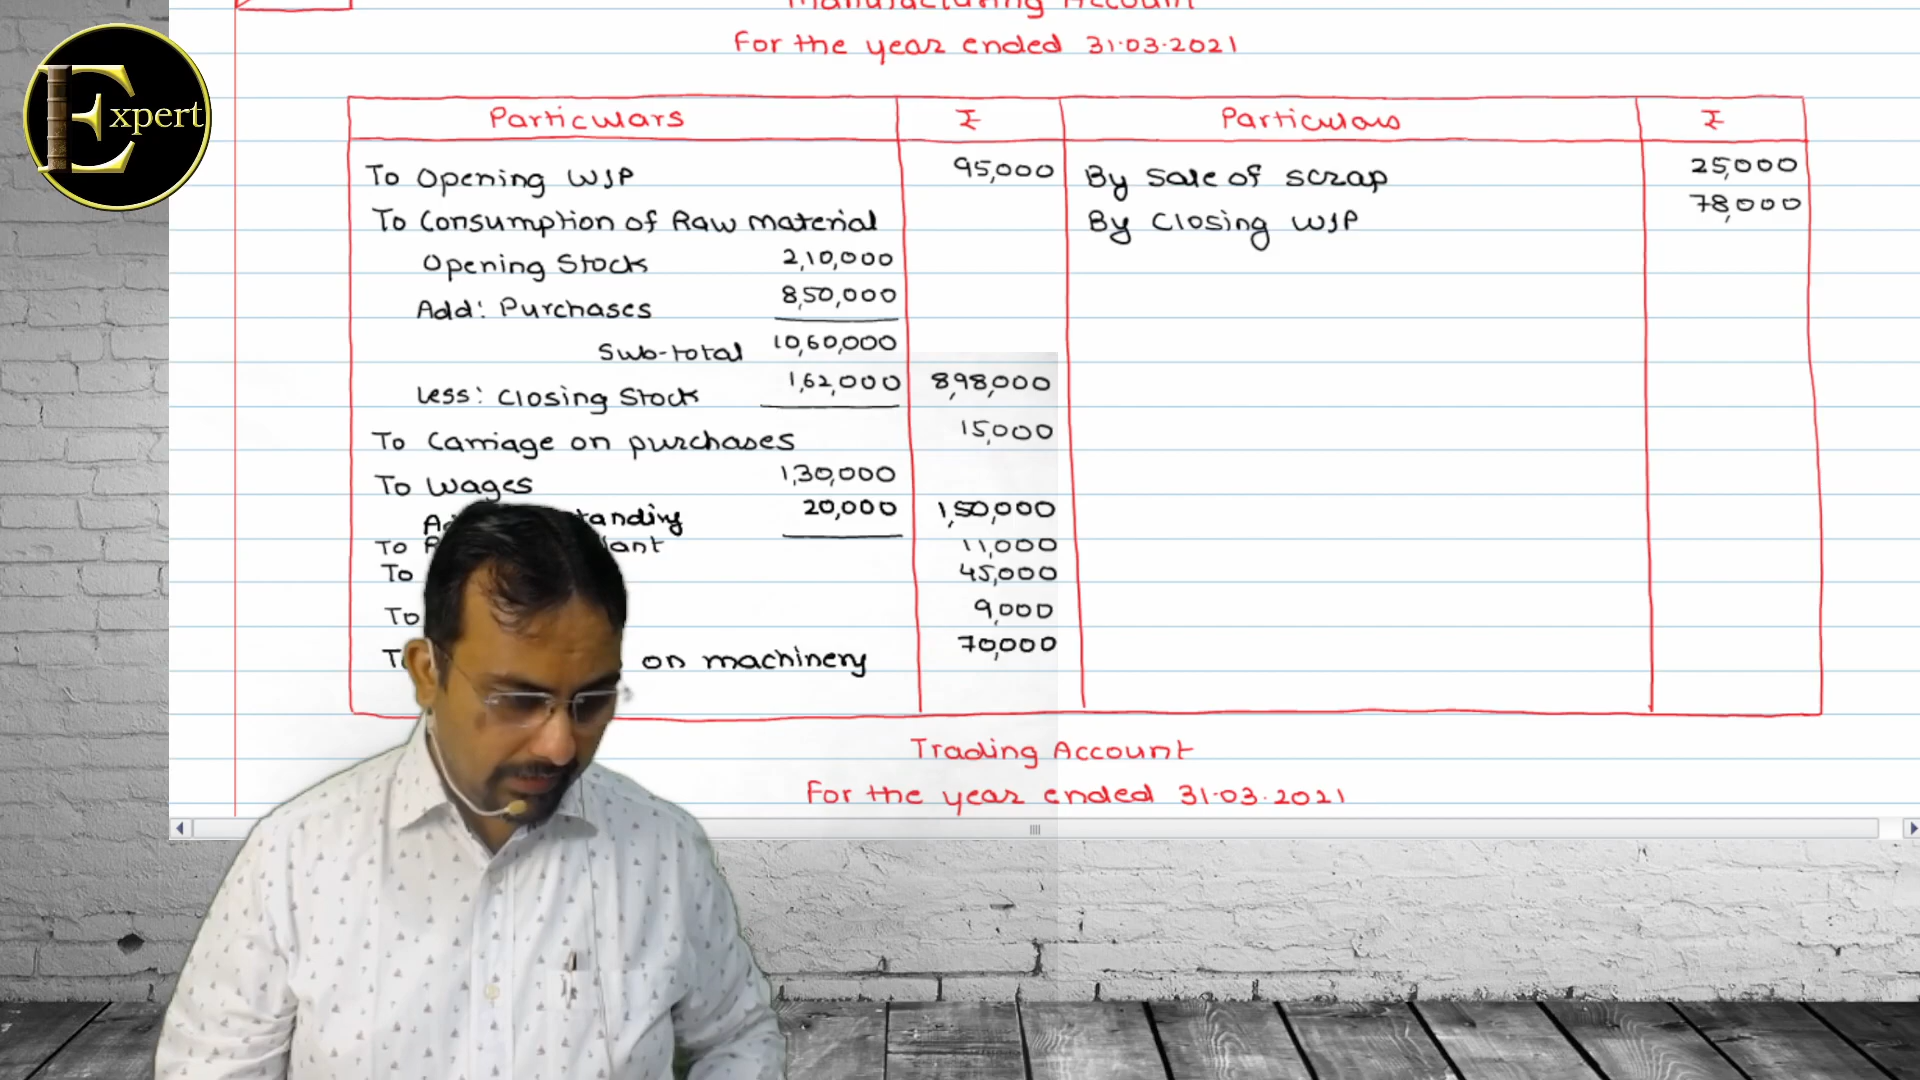 Expert
Manufacturing Account
For the year ended 31.03.2021
Particulars ₹ Particulars ₹
To Opening WIP 95,000 By Sale of scrap 25,000
To Consumption of Raw material By Closing WIP 78,000
Opening Stock 2,10,000
Add: Purchases 8,50,000
Sub-total 10,60,000
Less: Closing Stock 1,62,000 8,98,000
To Carriage on purchases 15,000
To Wages 1,30,000
tanding 20,000 1,50,000
To lant 11,000
To 45,000
To 9,000
on machinery 70,000
Trading Account
For the year ended 31.03.2021